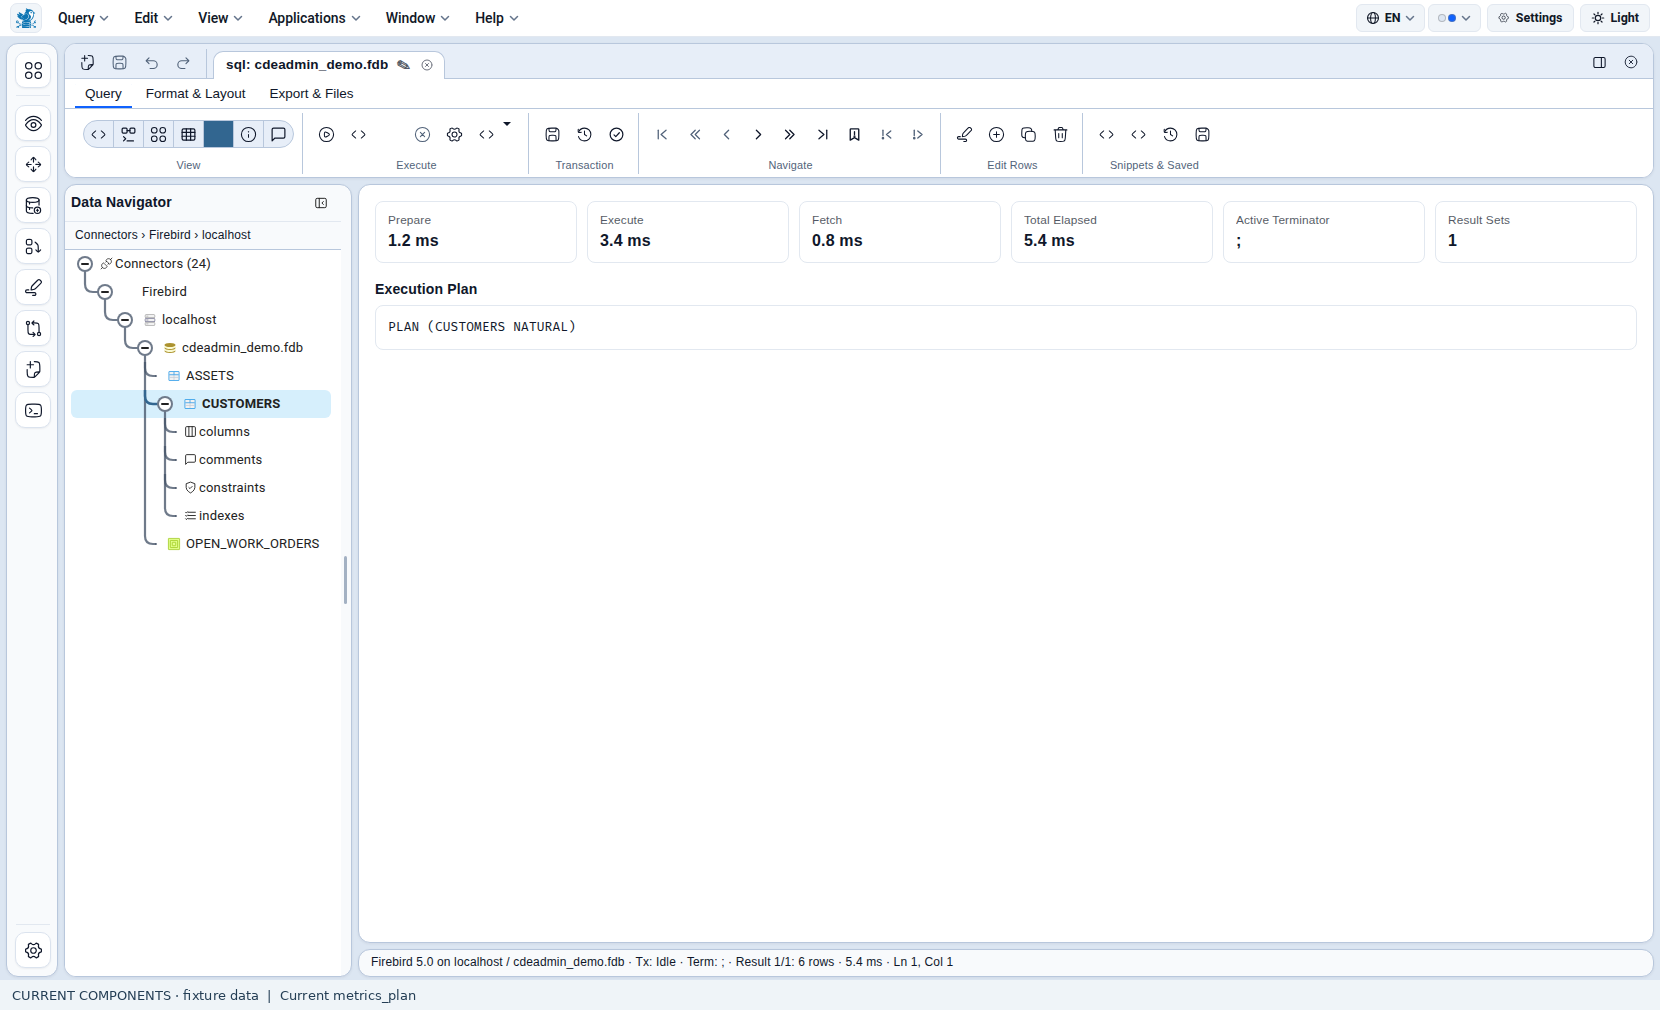 Query Edit View Applications Window Help EN Settings Light
sql: cdeadmin_demo.fdb
Query Format & Layout Export & Files
View Execute Transaction Navigate Edit Rows Snippets & Saved
Data Navigator
Connectors › Firebird › localhost
Connectors (24)
Firebird
localhost
cdeadmin_demo.fdb
ASSETS
CUSTOMERS
columns
comments
constraints
indexes
OPEN_WORK_ORDERS
Prepare Execute Fetch Total Elapsed Active Terminator Result Sets
1.2 ms 3.4 ms 0.8 ms 5.4 ms ; 1
Execution Plan
PLAN (CUSTOMERS NATURAL)
Firebird 5.0 on localhost / cdeadmin_demo.fdb · Tx: Idle · Term: ; · Result 1/1: 6 rows · 5.4 ms · Ln 1, Col 1
CURRENT COMPONENTS · fixture data | Current metrics_plan